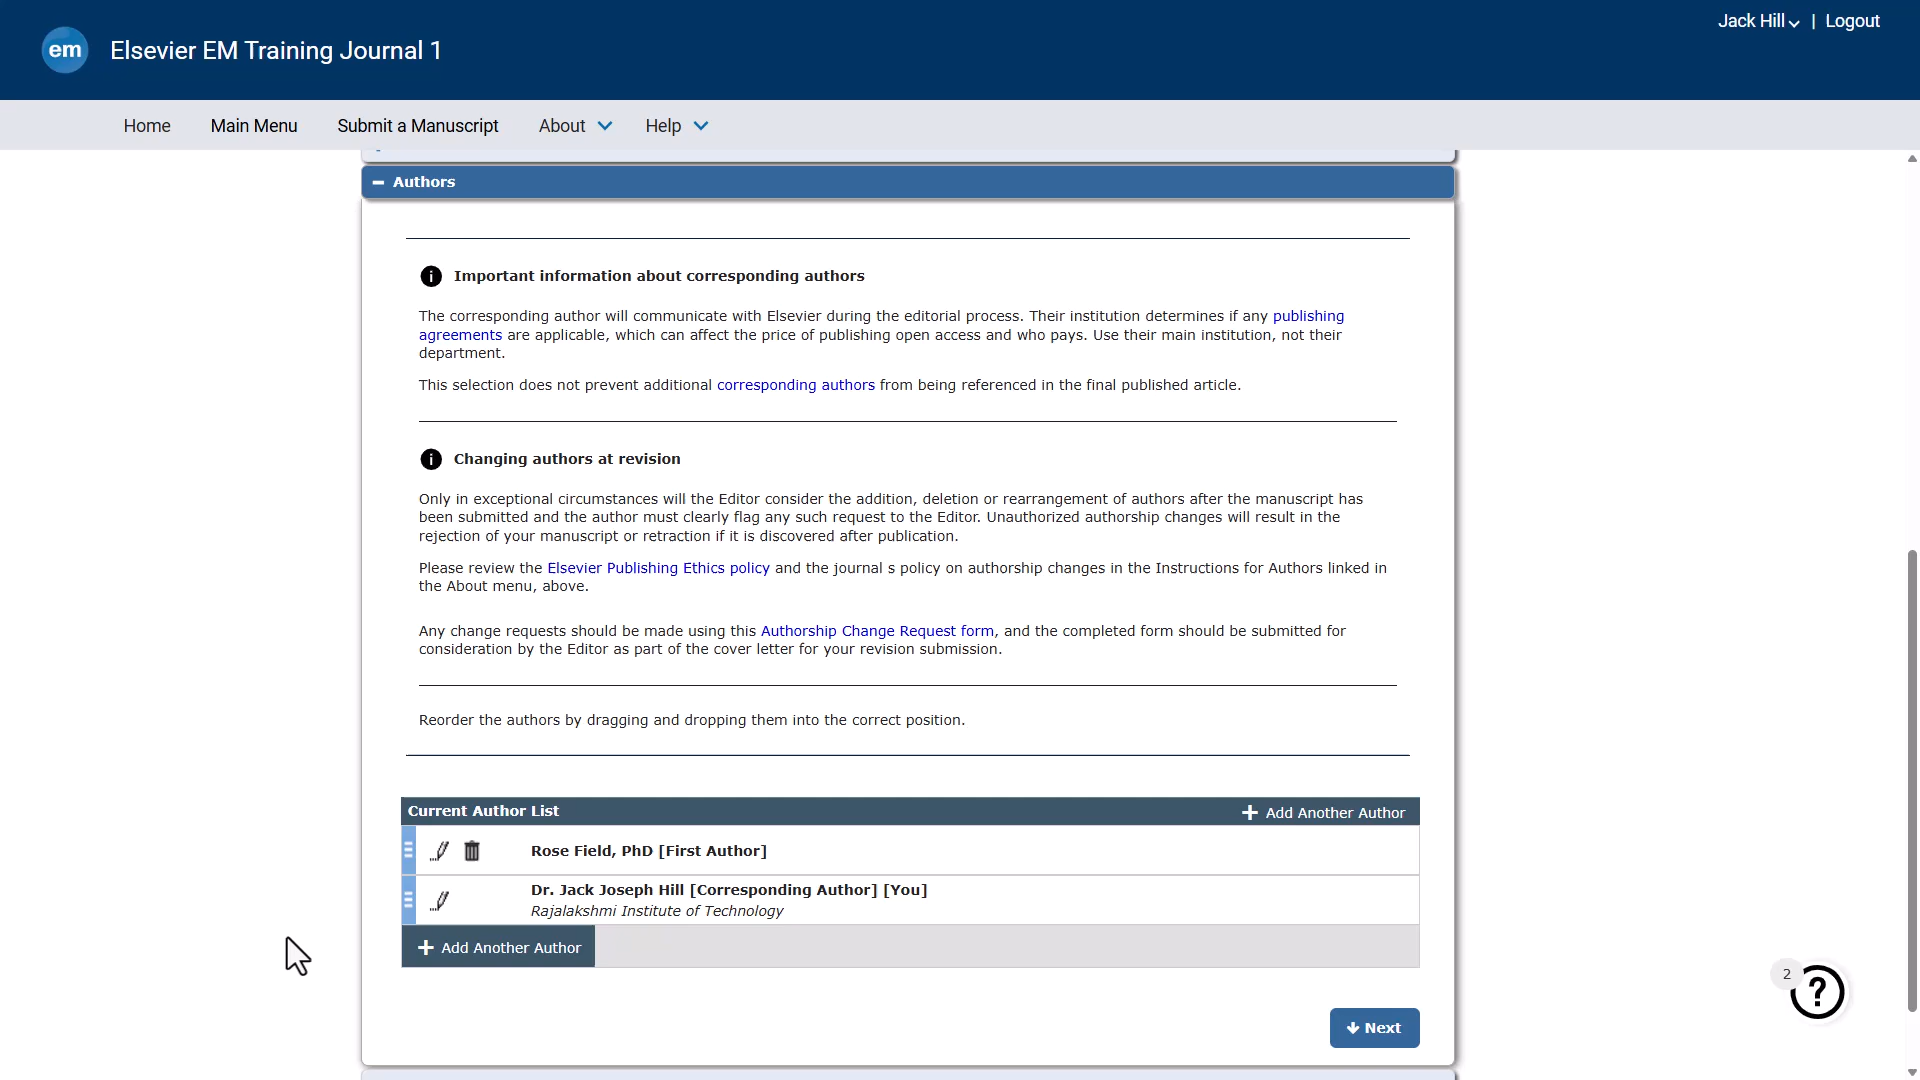 Jack Hill | Logout
em Elsevier EM Training Journal 1
Home Main Menu Submit a Manuscript About Help
Authors
i Important information about corresponding authors
The corresponding author will communicate with Elsevier during the editorial process. Their institution determines if any publishing
agreements are applicable, which can affect the price of publishing open access and who pays. Use their main institution, not their
department.
This selection does not prevent additional corresponding authors from being referenced in the final published article.
i Changing authors at revision
Only in exceptional circumstances will the Editor consider the addition, deletion or rearrangement of authors after the manuscript has
been submitted and the author must clearly flag any such request to the Editor. Unauthorized authorship changes will result in the
rejection of your manuscript or retraction if it is discovered after publication.
Please review the Elsevier Publishing Ethics policy and the journal s policy on authorship changes in the Instructions for Authors linked in
the About menu, above.
Any change requests should be made using this Authorship Change Request form, and the completed form should be submitted for
consideration by the Editor as part of the cover letter for your revision submission.
Reorder the authors by dragging and dropping them into the correct position.
Current Author List + Add Another Author
Rose Field, PhD [First Author]
Dr. Jack Joseph Hill [Corresponding Author] [You]
Rajalakshmi Institute of Technology
+ Add Another Author
2 ?
Next